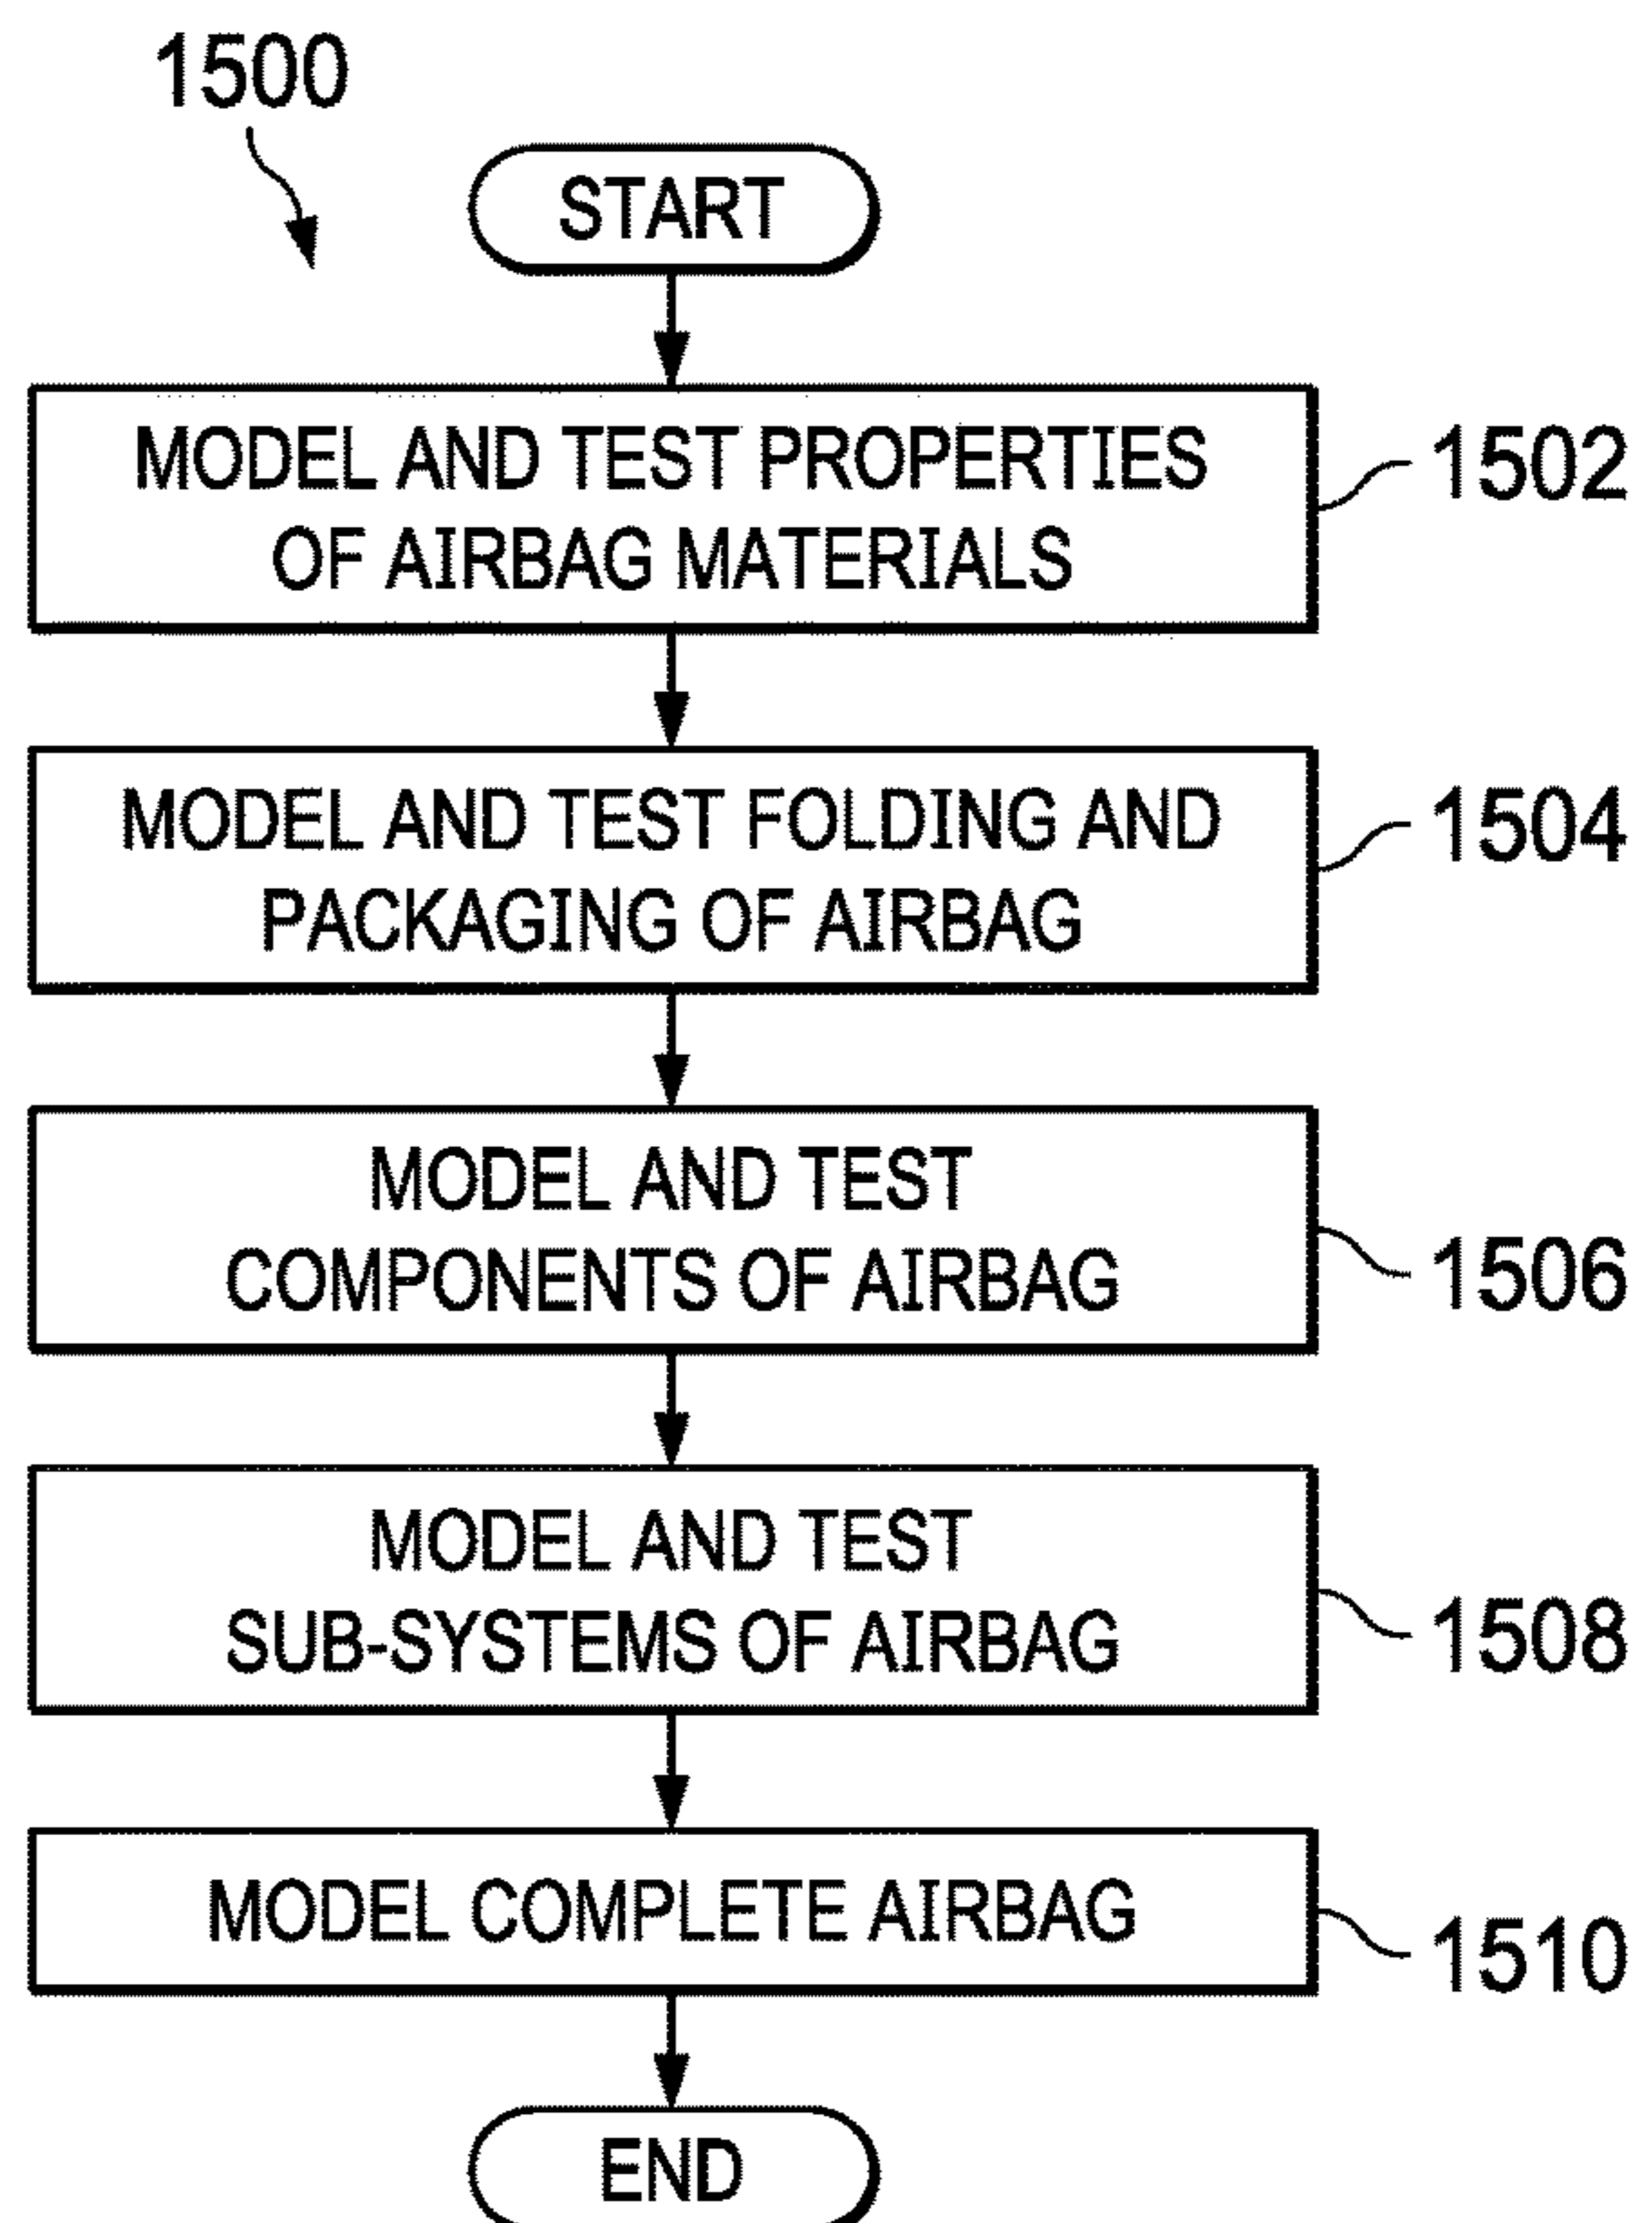 1500
START
MODEL AND TEST PROPERTIES
OF AIRBAG MATERIALS
1502
MODEL AND TEST FOLDING AND
PACKAGING OF AIRBAG
1504
MODEL AND TEST
COMPONENTS OF AIRBAG
1506
MODEL AND TEST
SUB-SYSTEMS OF AIRBAG
1508
MODEL COMPLETE AIRBAG
1510
END